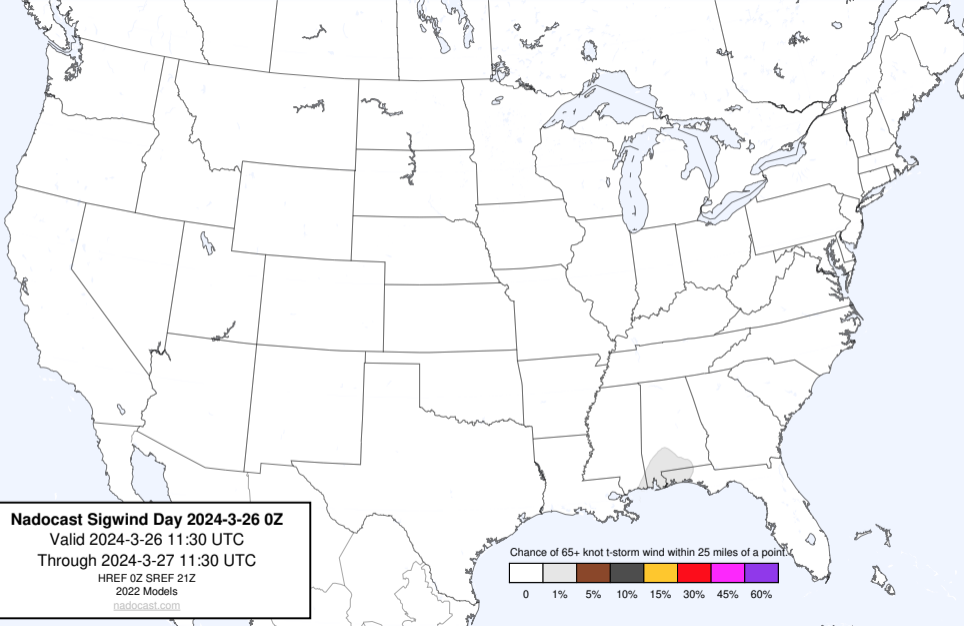 Nadocast Sigwind Day 2024-3-26 0Z
Valid 2024-3-26 11:30 UTC
Through 2024-3-27 11:30 UTC
HREF 0Z SREF 21Z
2022 Models
nadocast.com
Chance of 65+ knot t-storm wind within 25 miles of a point.
0 1% 5% 10% 15% 30% 45% 60%